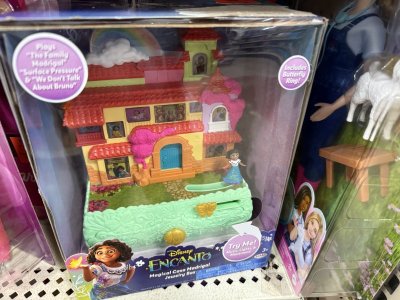 Plays
"The Family
Madrigal"
"Surface Pressure"
& "We Don't Talk
About Bruno"
Includes
Butterfly
Ring!
Try Me!
Disney
ENCANTO
Magical Casa Madrigal
Jewelry Box
3+